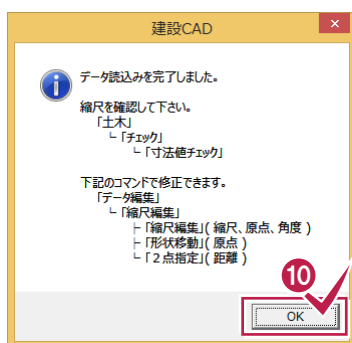 建設CAD
データ読込みを完了しました。
縮尺を確認して下さい。
「土木」
└「チェック」
└「寸法値チェック」
下記のコマンドで修正できます。
「データ編集」
└「縮尺編集」
├「縮尺編集」( 縮尺、原点、角度 )
├「形状移動」( 原点 )
└「２点指定」( 距離 )
10
OK